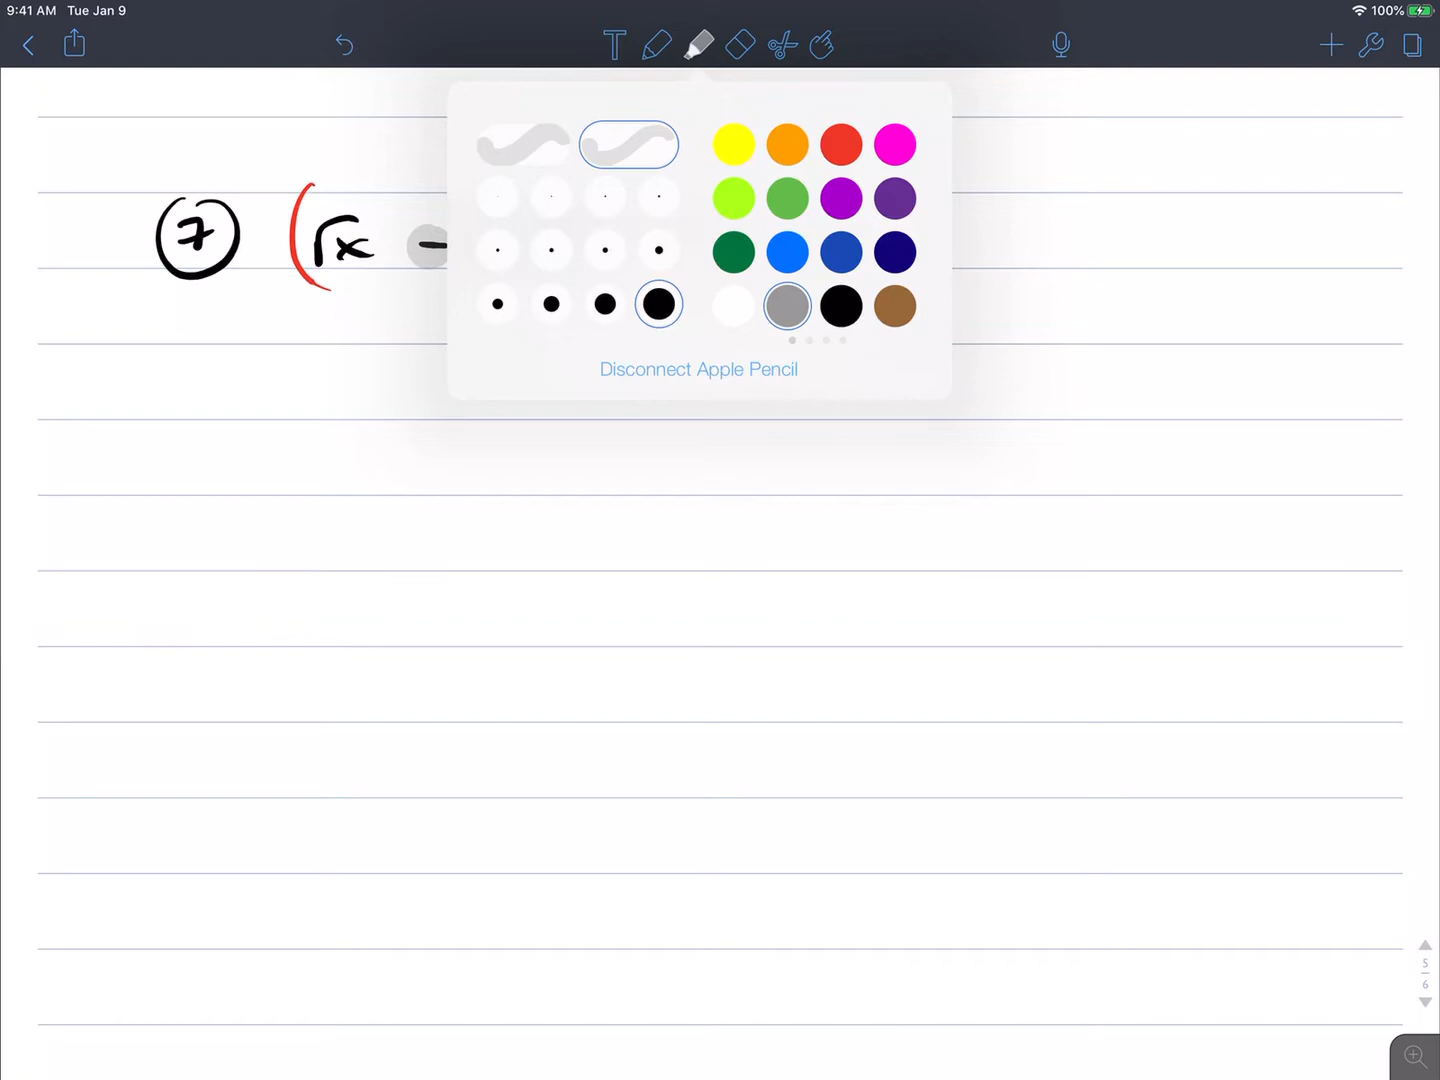 9:41 AM Tue Jan 9
100%
T
⑦ (√x -
Disconnect Apple Pencil
5
6